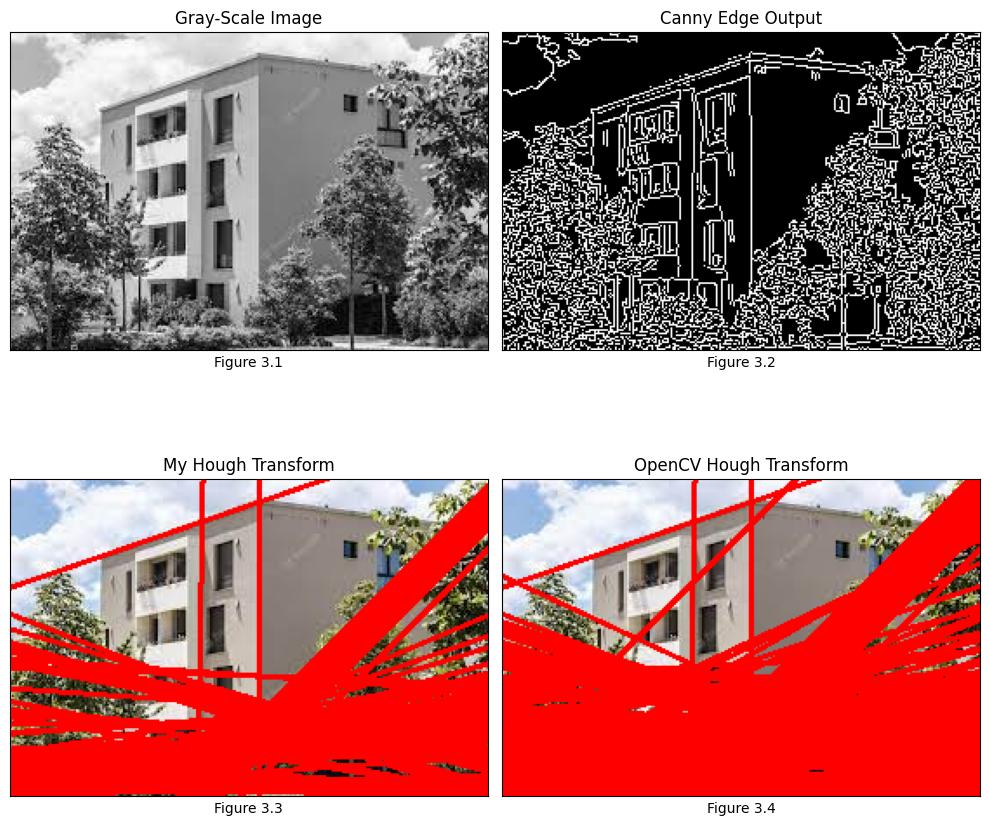 Gray-Scale Image
Canny Edge Output
Figure 3.1
Figure 3.2
My Hough Transform
OpenCV Hough Transform
Figure 3.3
Figure 3.4